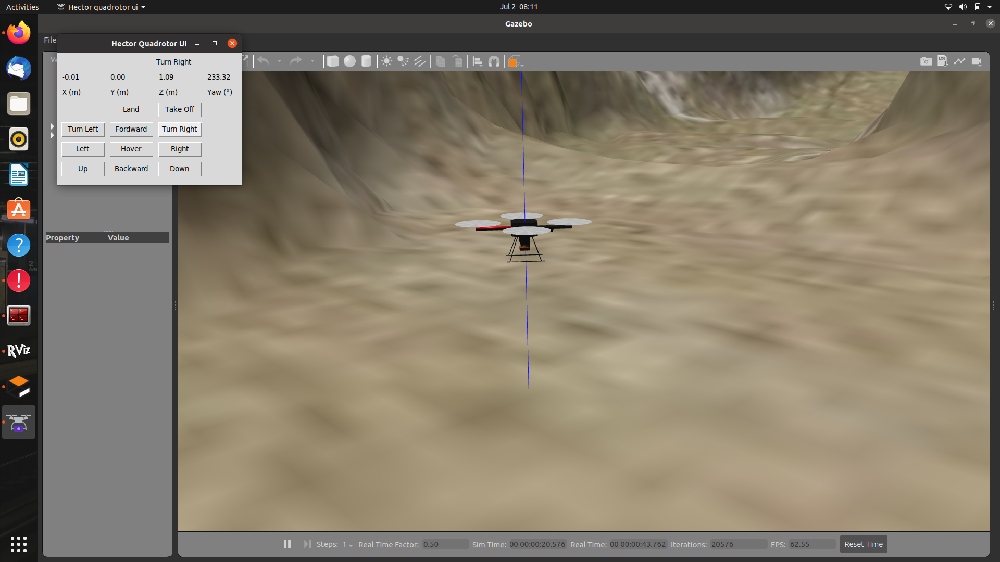 Activities Hector quadrotor ui Jul 2 08:11
Gazebo
File
Hector Quadrotor UI
W
Turn Right
-0.01 0.00 1.09 233.32
X (m) Y (m) Z (m) Yaw (°)
Land Take Off
Turn Left Fordward Turn Right
Left Hover Right
Up Backward Down
LOG
Property Value
RViz
Steps: 1 Real Time Factor: 0.50 Sim Time: 00 00:00:20.576 Real Time: 00 00:00:43.762 Iterations: 20576 FPS: 62.55 Reset Time